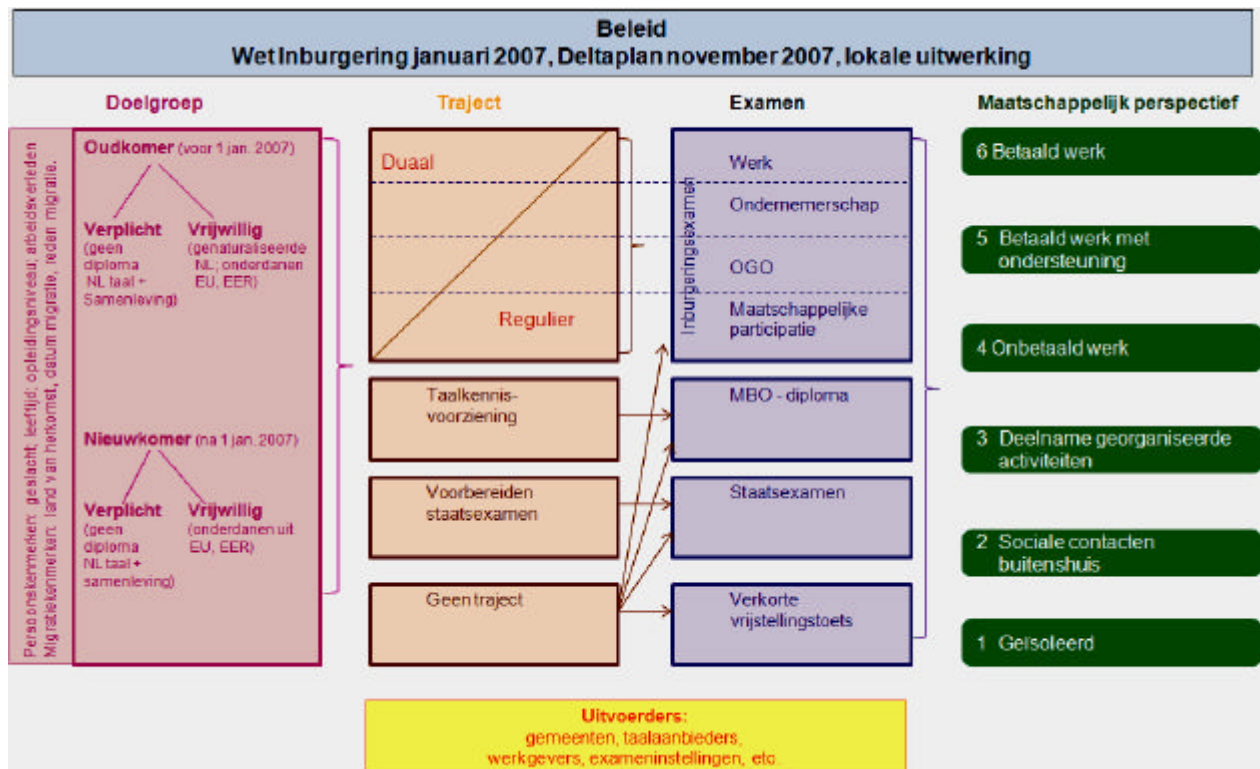 Beleid
Wet Inburgering januari 2007, Deltaplan november 2007, lokale uitwerking
Doelgroep
Traject
Examen
Maatschappelijk perspectief
Persoonskenmerken: geslacht; leeftijd; opleidingsniveau; arbeidsverleden
Migratiekenmerken: land van herkomst, datum migratie, reden migratie.
Oudkomer (voor 1 jan. 2007)
Verplicht
(geen
diploma
NL taal +
Samenleving)
Vrijwillig
(genaturaliseerde
NL; onderdanen
EU, EER)
Nieuwkomer (na 1 jan. 2007)
Verplicht
(geen
diploma
NL taal +
samenleving)
Vrijwillig
(onderdanen uit
EU, EER)
Duaal
Regulier
Taalkennis-
voorziening
Voorbereiden
staatsexamen
Geen traject
Inburgeringsexamen
Werk
Ondernemerschap
OGO
Maatschappelijke
participatie
MBO - diploma
Staatsexamen
Verkorte
vrijstellingstoets
6 Betaald werk
5 Betaald werk met
ondersteuning
4 Onbetaald werk
3 Deelname georganiseerde
activiteiten
2 Sociale contacten
buitenshuis
1 Geïsoleerd
Uitvoerders:
gemeenten, taalaanbieders,
werkgevers, exameninstellingen, etc.